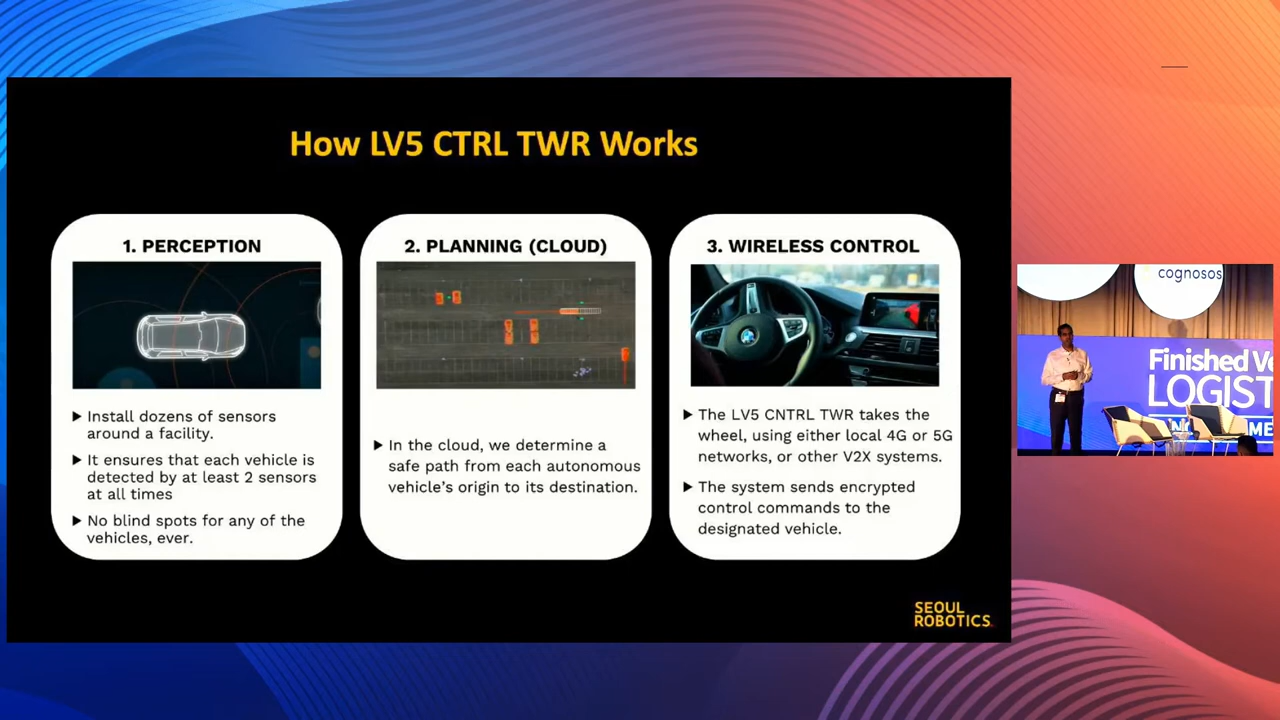 How LV5 CTRL TWR Works
1. PERCEPTION
▶ Install dozens of sensors
around a facility.
▶ It ensures that each vehicle is
detected by at least 2 sensors
at all times
▶ No blind spots for any of the
vehicles, ever.
2. PLANNING (CLOUD)
▶ In the cloud, we determine a
safe path from each autonomous
vehicle's origin to its destination.
3. WIRELESS CONTROL
▶ The LV5 CNTRL TWR takes the
wheel, using either local 4G or 5G
networks, or other V2X systems.
▶ The system sends encrypted
control commands to the
designated vehicle.
SEOUL
ROBOTICS
cognosos
Finished Ve
LOGIST